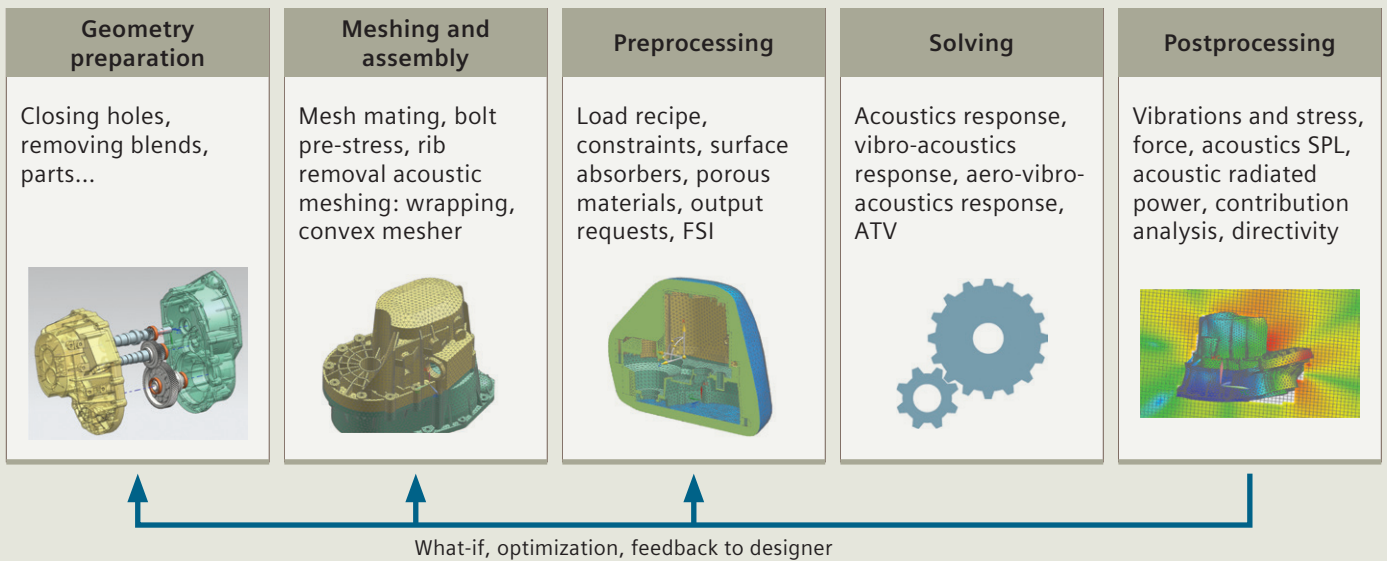 Geometry
preparation
Closing holes,
removing blends,
parts...
Meshing and
assembly
Mesh mating, bolt
pre-stress, rib
removal acoustic
meshing: wrapping,
convex mesher
Preprocessing
Load recipe,
constraints, surface
absorbers, porous
materials, output
requests, FSI
Solving
Acoustics response,
vibro-acoustics
response, aero-vibro-
acoustics response,
ATV
Postprocessing
Vibrations and stress,
force, acoustics SPL,
acoustic radiated
power, contribution
analysis, directivity
What-if, optimization, feedback to designer